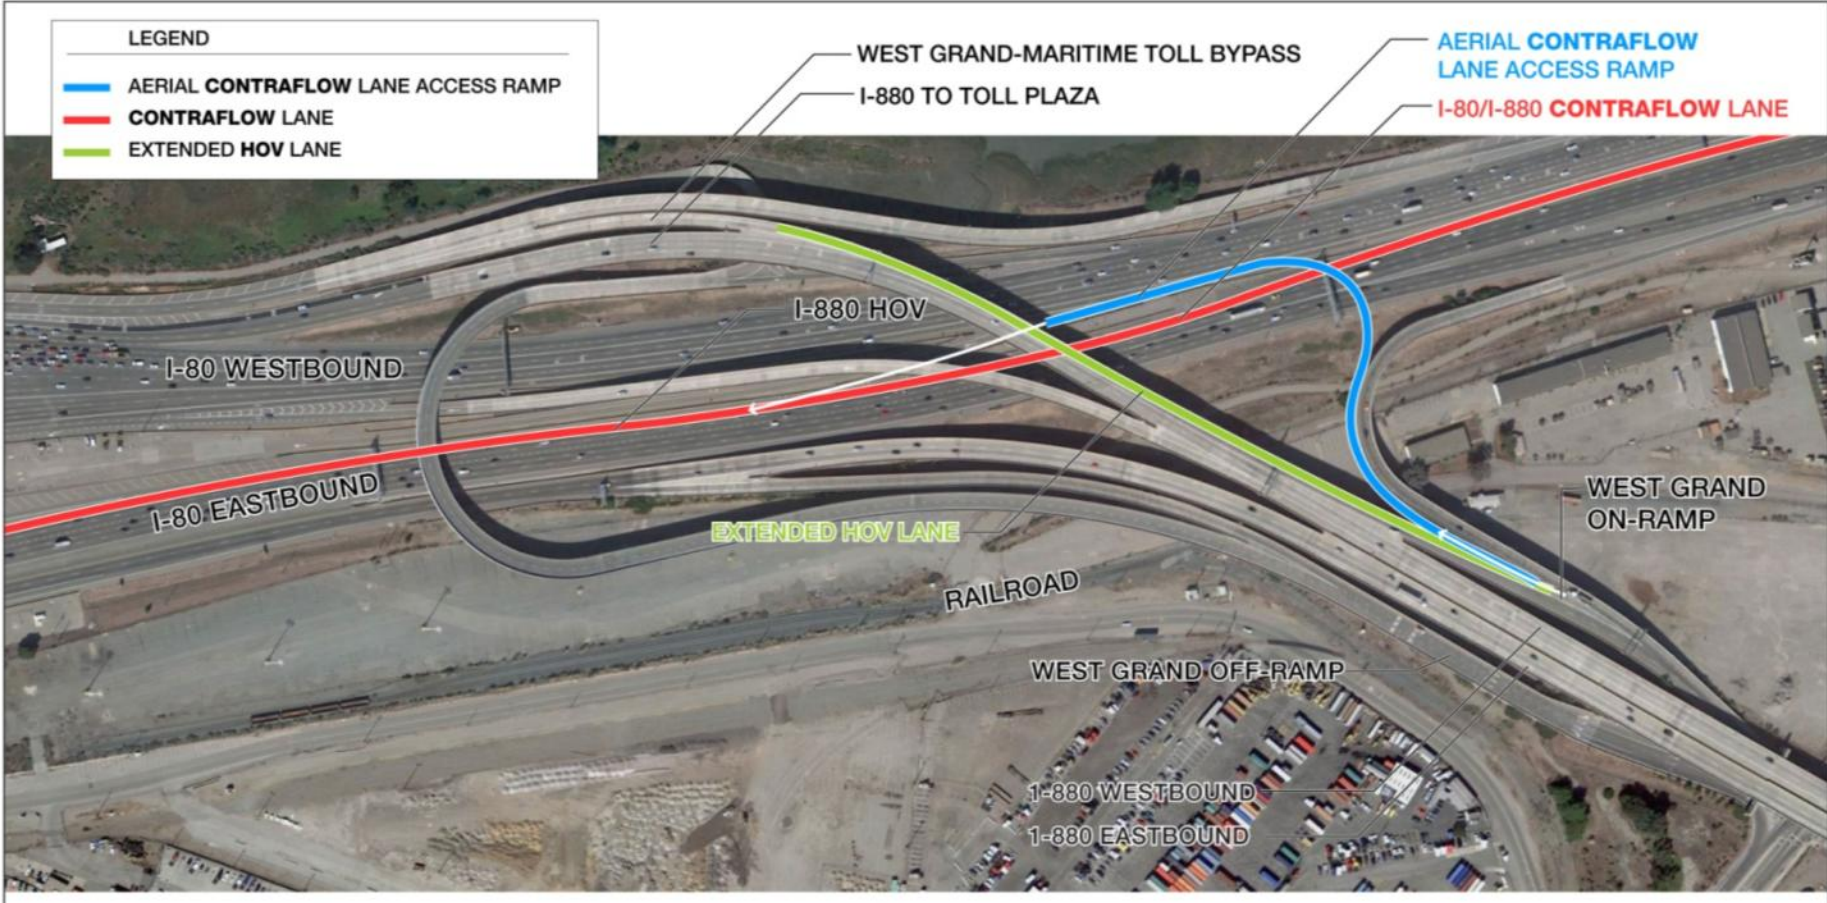 LEGEND
AERIAL CONTRAFLOW LANE ACCESS RAMP
CONTRAFLOW LANE
EXTENDED HOV LANE
WEST GRAND-MARITIME TOLL BYPASS
I-880 TO TOLL PLAZA
AERIAL CONTRAFLOW
LANE ACCESS RAMP
I-80/I-880 CONTRAFLOW LANE
I-880 HOV
I-80 WESTBOUND
I-80 EASTBOUND
EXTENDED HOV LANE
WEST GRAND
ON-RAMP
RAILROAD
WEST GRAND OFF-RAMP
1-880 WESTBOUND
1-880 EASTBOUND